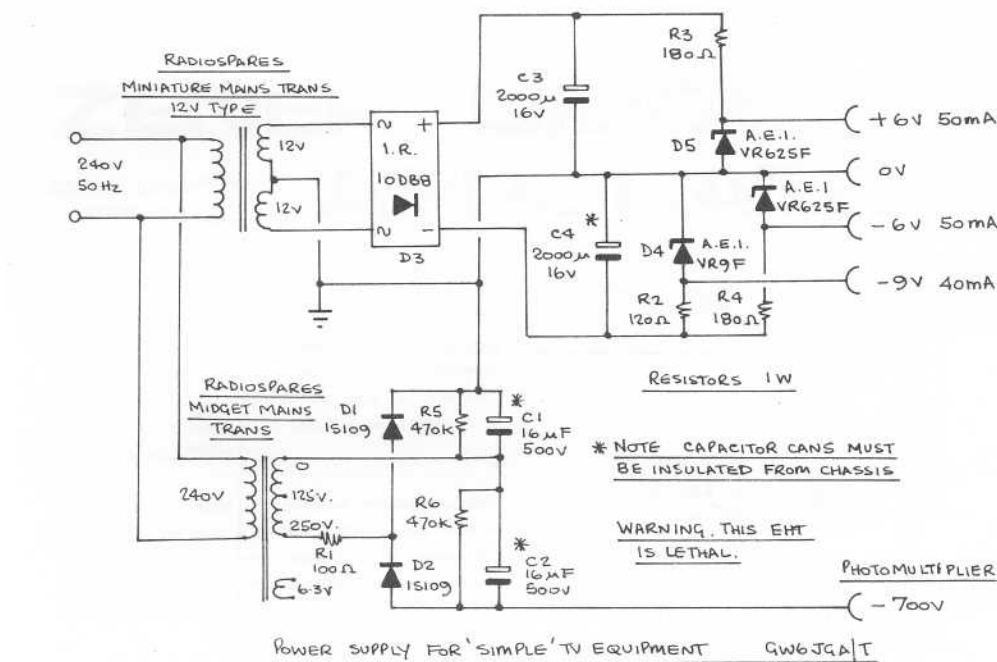 RADIOSPARES
MINIATURE MAINS TRANS
12V TYPE
240V
50Hz
12V
12V
~ +
I.R.
10DB8
~ -
D3
C3
2000µ
16V
R3
180Ω
D5
A.E.I.
VR625F
+6V 50mA
0V
A.E.I
VR625F
-6V 50mA
*
C4
2000µ
16V
D4
A.E.I.
VR9F
-9V 40mA
R2
120Ω
R4
180Ω
RESISTORS 1W
RADIOSPARES
MIDGET MAINS
TRANS
240V
0
125V.
250V.
6.3V
R1
100Ω
D1
1S109
R5
470K
*
C1
16µF
500V
R6
470K
D2
1S109
*
C2
16µF
500V
* NOTE CAPACITOR CANS MUST
BE INSULATED FROM CHASSIS
WARNING. THIS EHT
IS LETHAL.
PHOTOMULTIPLIER
-700V
POWER SUPPLY FOR 'SIMPLE' TV EQUIPMENT GW6JGA/T